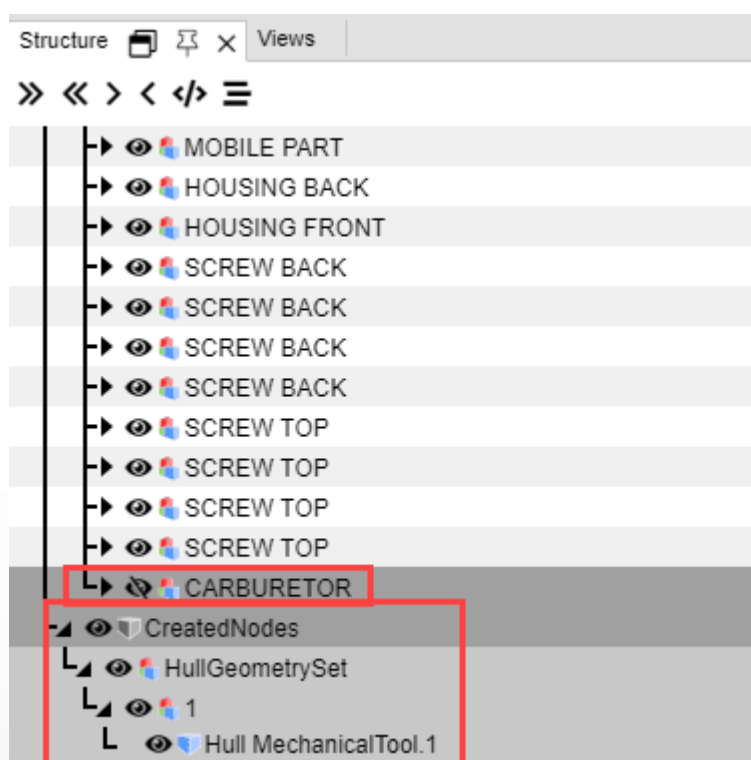 Structure Views
MOBILE PART
HOUSING BACK
HOUSING FRONT
SCREW BACK
SCREW BACK
SCREW BACK
SCREW BACK
SCREW TOP
SCREW TOP
SCREW TOP
SCREW TOP
CARBURETOR
CreatedNodes
HullGeometrySet
1
Hull MechanicalTool.1